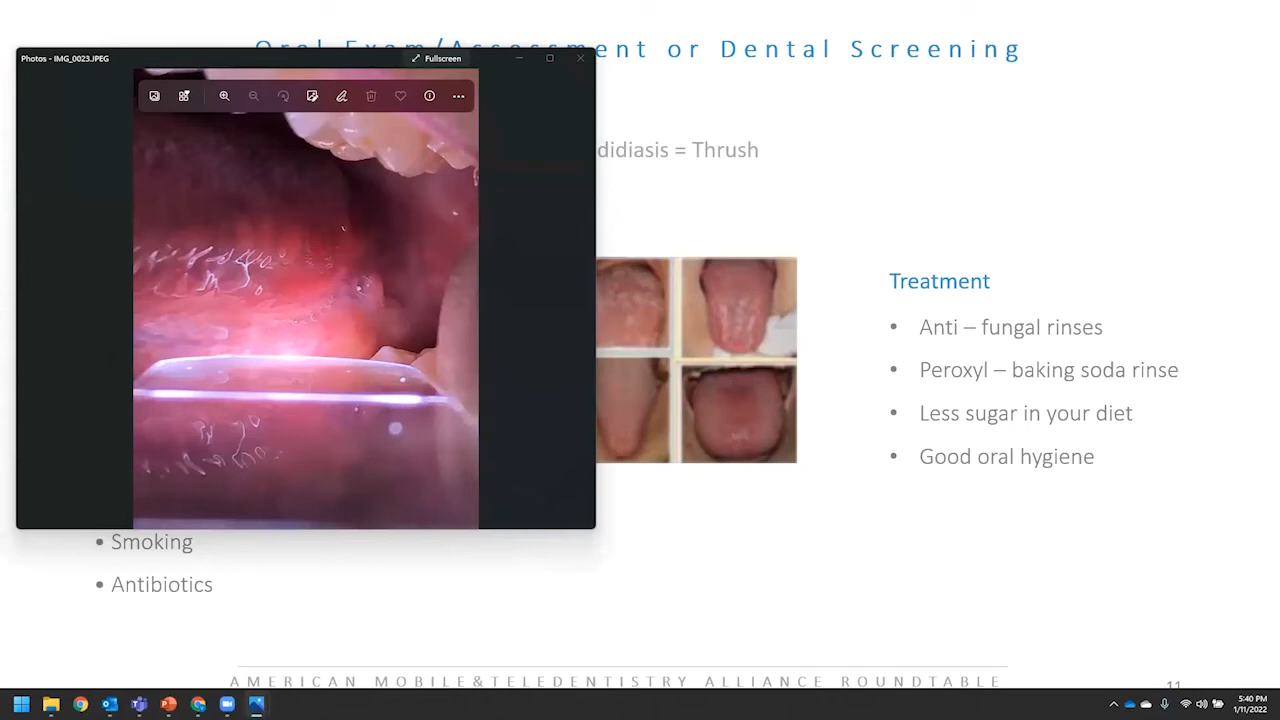 Oral Exam/Assessment or Dental Screening
Photos - IMG_0023.JPEG
Fullscreen
= Thrush
Treatment
• Anti – fungal rinses
• Peroxyl – baking soda rinse
• Less sugar in your diet
• Good oral hygiene
• Smoking
• Antibiotics
AMERICAN MOBILE&TELEDENTISTRY ALLIANCE ROUNDTABLE
11
5:40 PM
1/11/2022